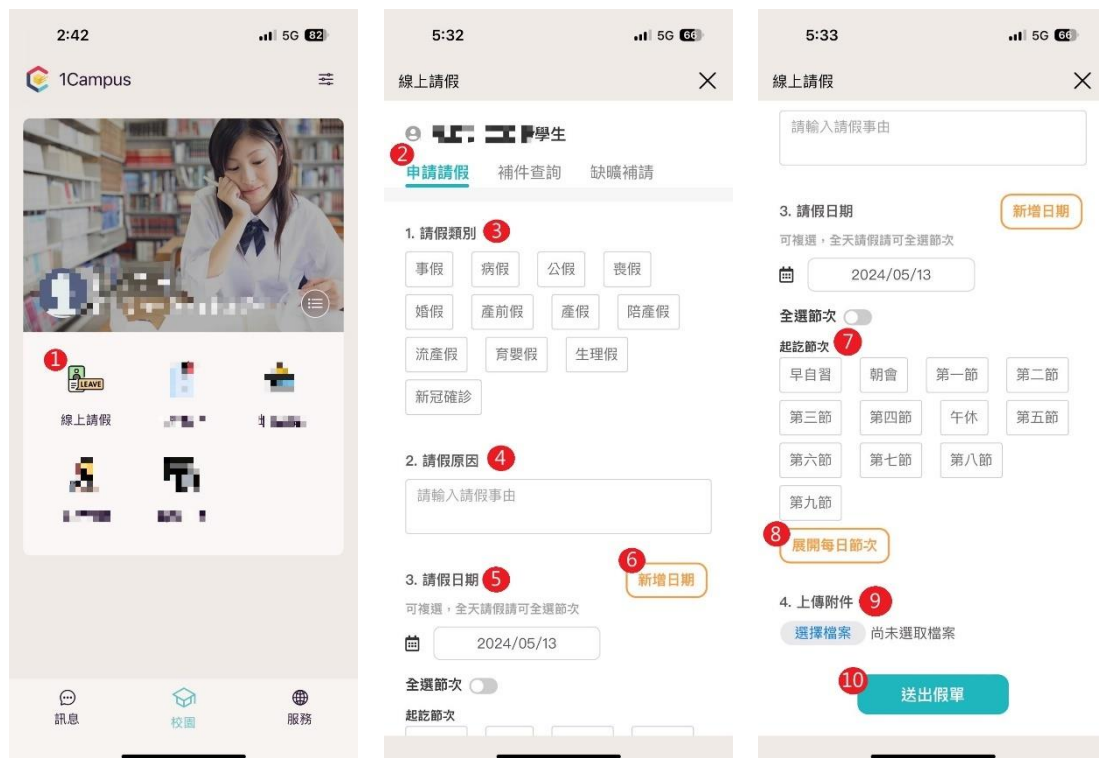 2:42
5G 82
1Campus
1
1
LEAVE
線上請假
訊息
校園
服務
5:32
5G 66
線上請假
學生
2
申請請假 補件查詢 缺曠補請
1. 請假類別 3
事假 病假 公假 喪假
婚假 產前假 產假 陪產假
流產假 育嬰假 生理假
新冠確診
2. 請假原因 4
請輸入請假事由
3. 請假日期 5 6 新增日期
可複選，全天請假請可全選節次
2024/05/13
全選節次
起訖節次
5:33
5G 66
線上請假
請輸入請假事由
3. 請假日期 新增日期
可複選，全天請假請可全選節次
2024/05/13
全選節次
起訖節次 7
早自習 朝會 第一節 第二節
第三節 第四節 午休 第五節
第六節 第七節 第八節
第九節
8
展開每日節次
4. 上傳附件 9
選擇檔案 尚未選取檔案
10
送出假單